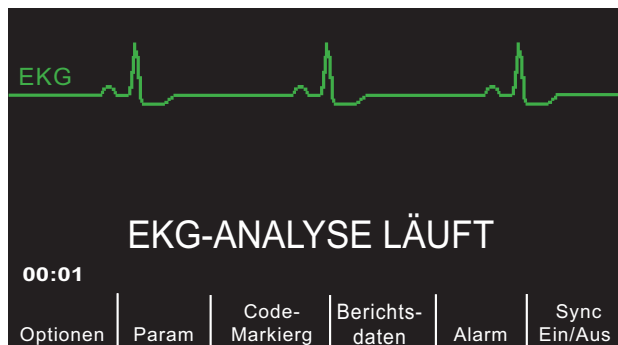 EKG
EKG-ANALYSE LÄUFT
00:01
Optionen
Param
Code-
Markierg
Berichts-
daten
Alarm
Sync
Ein/Aus